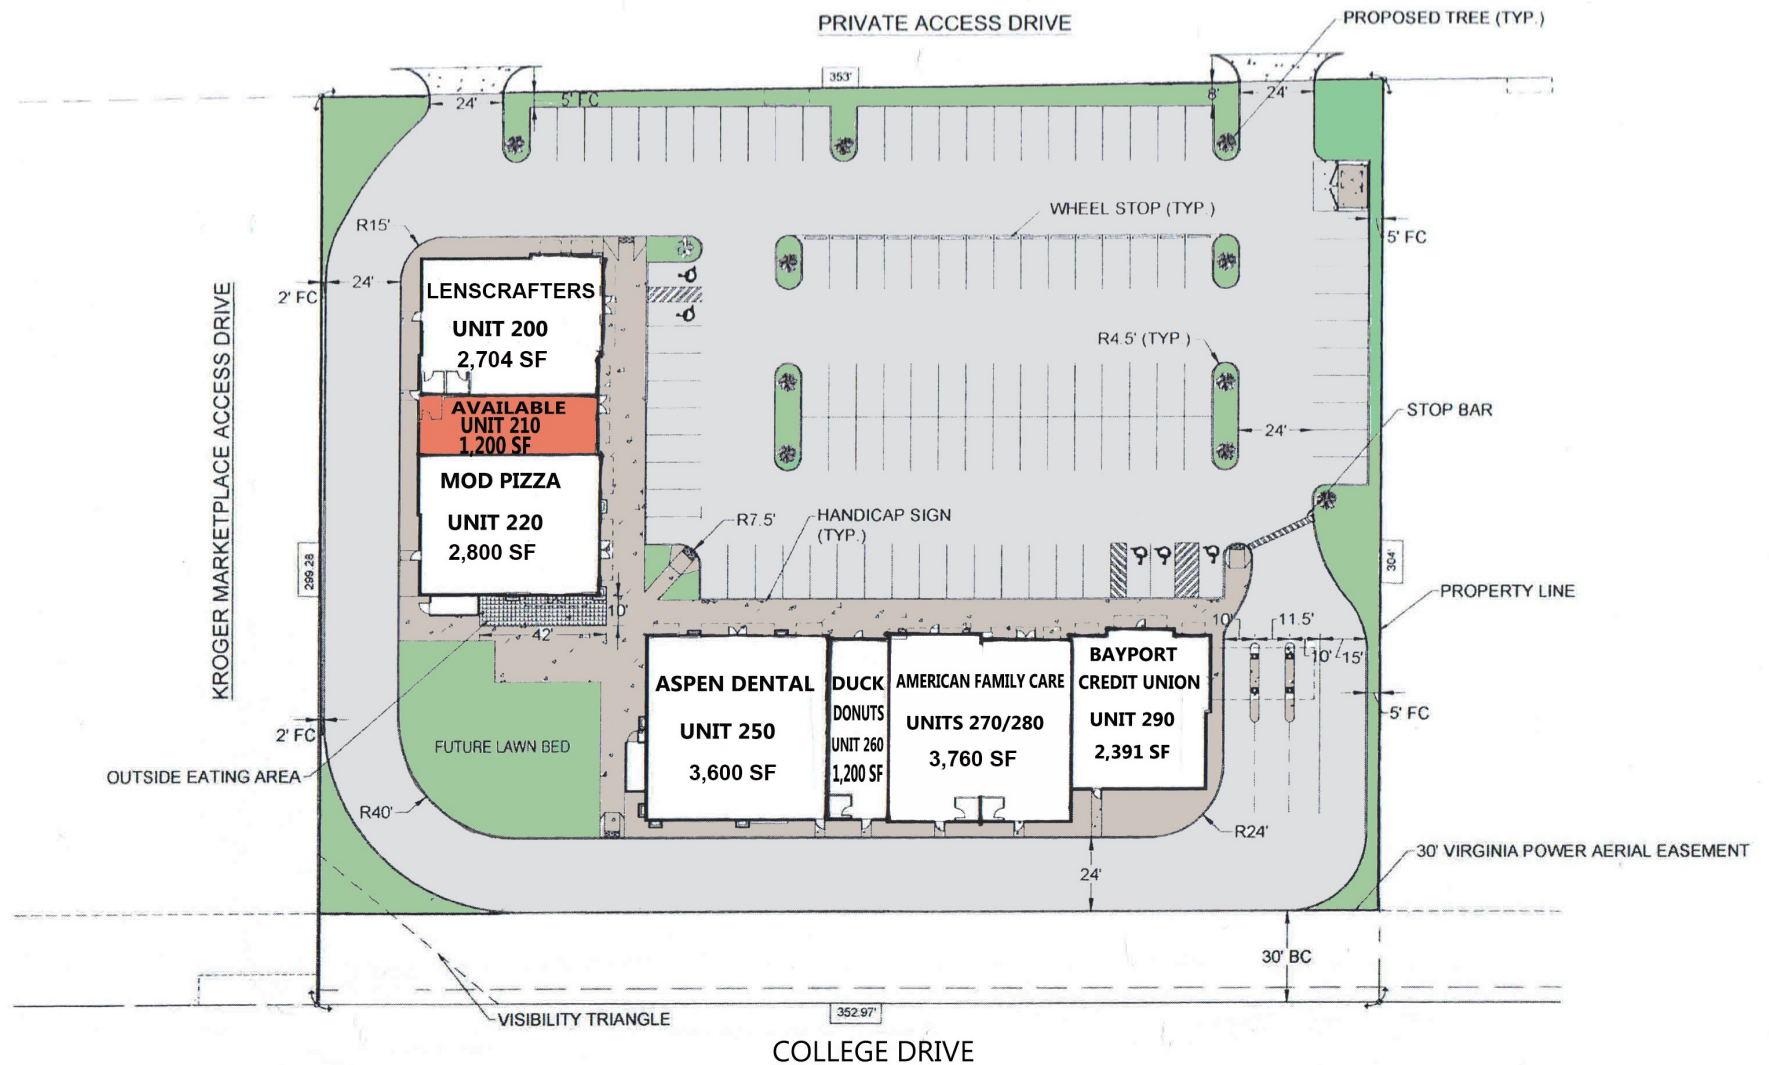 PRIVATE ACCESS DRIVE
PROPOSED TREE (TYP.)
353'
24'
5' FC
8'
24'
WHEEL STOP (TYP.)
R15'
5' FC
24'
2' FC
LENSCRAFTERS
UNIT 200
2,704 SF
R4.5' (TYP.)
AVAILABLE
UNIT 210
1,200 SF
STOP BAR
24'
KROGER MARKETPLACE ACCESS DRIVE
MOD PIZZA
UNIT 220
2,800 SF
R7.5'
HANDICAP SIGN
(TYP.)
299.28
304'
PROPERTY LINE
10'
42'
10'
11.5'
10'
15'
ASPEN DENTAL
UNIT 250
3,600 SF
DUCK
DONUTS
UNIT 260
1,200 SF
AMERICAN FAMILY CARE
UNITS 270/280
3,760 SF
BAYPORT
CREDIT UNION
UNIT 290
2,391 SF
5' FC
2' FC
FUTURE LAWN BED
OUTSIDE EATING AREA
R40'
R24'
24'
30' VIRGINIA POWER AERIAL EASEMENT
30' BC
VISIBILITY TRIANGLE
352.97'
COLLEGE DRIVE